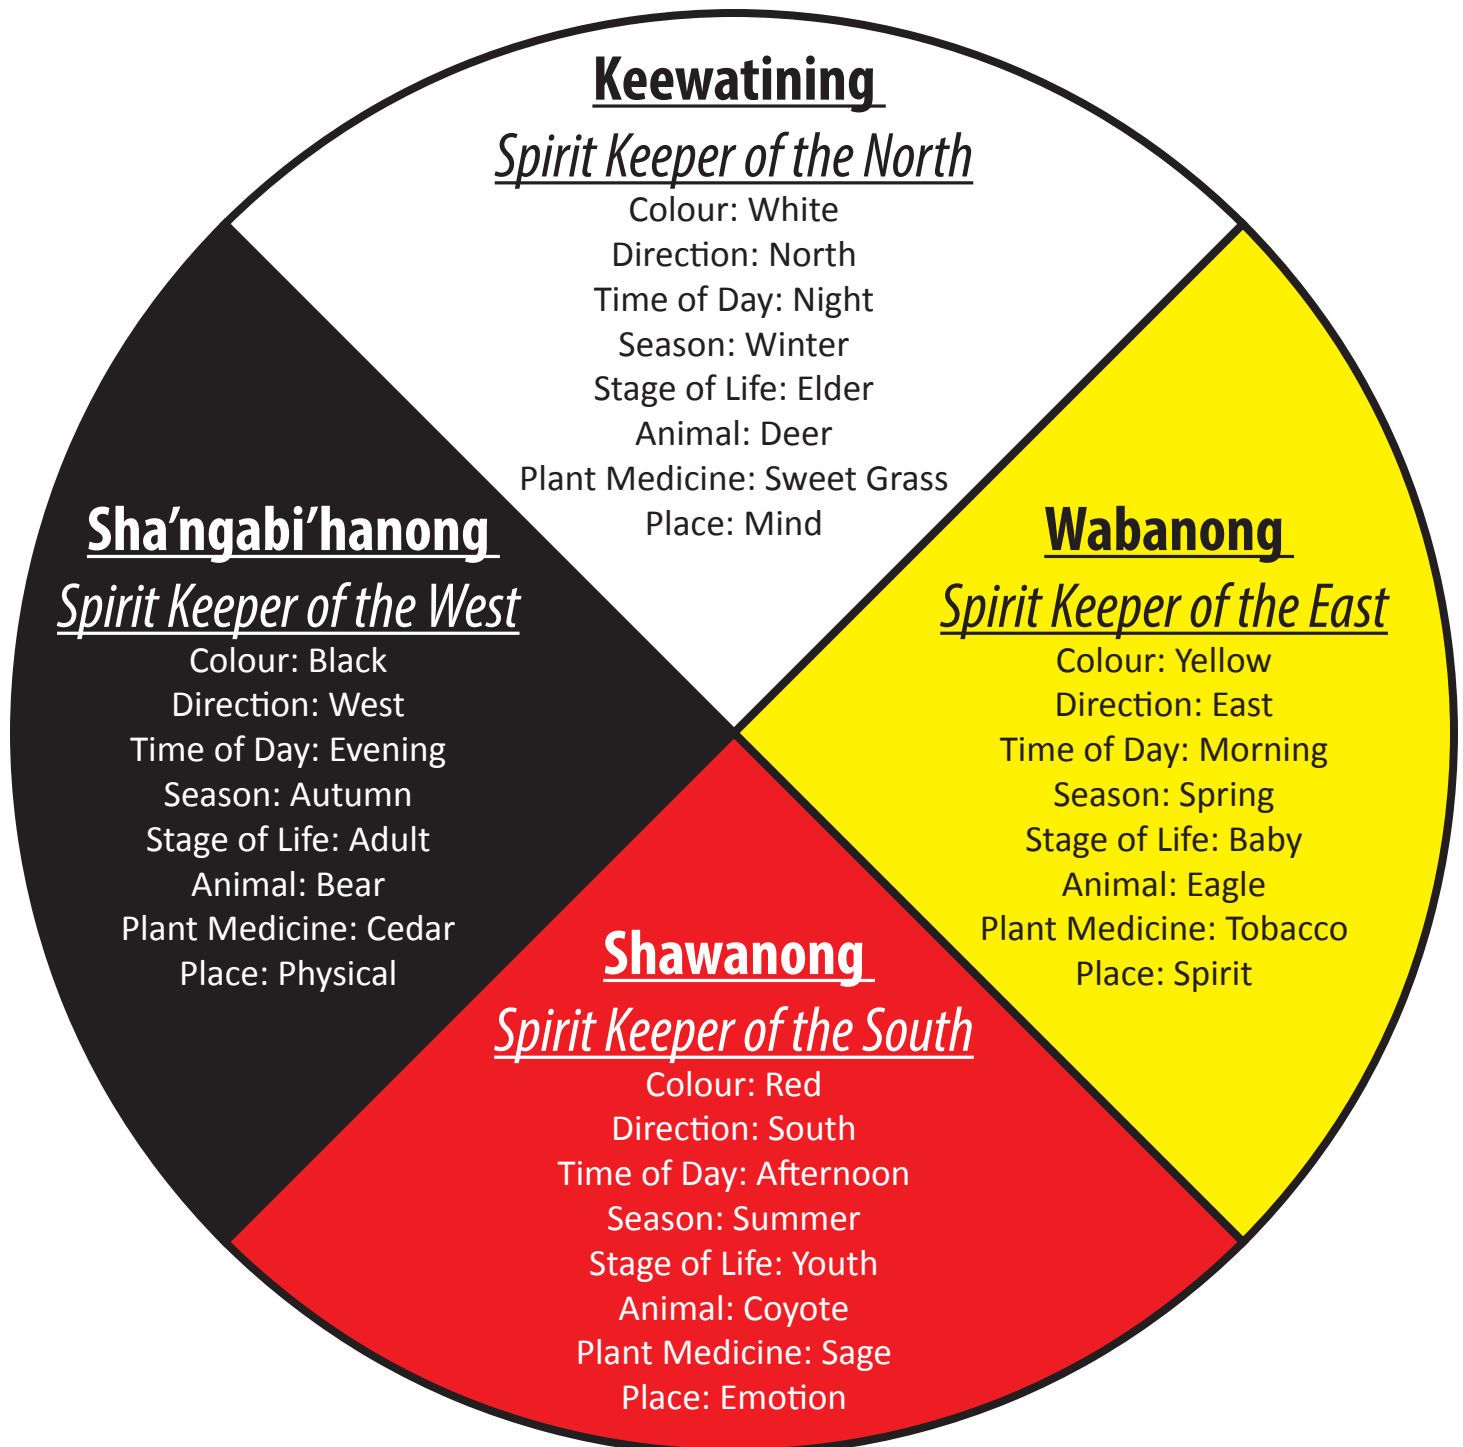 Keewatining
Spirit Keeper of the North
Colour: White
Direction: North
Time of Day: Night
Season: Winter
Stage of Life: Elder
Animal: Deer
Plant Medicine: Sweet Grass
Place: Mind
Sha’ngabi’hanong
Spirit Keeper of the West
Colour: Black
Direction: West
Time of Day: Evening
Season: Autumn
Stage of Life: Adult
Animal: Bear
Plant Medicine: Cedar
Place: Physical
Wabanong
Spirit Keeper of the East
Colour: Yellow
Direction: East
Time of Day: Morning
Season: Spring
Stage of Life: Baby
Animal: Eagle
Plant Medicine: Tobacco
Place: Spirit
Shawanong
Spirit Keeper of the South
Colour: Red
Direction: South
Time of Day: Afternoon
Season: Summer
Stage of Life: Youth
Animal: Coyote
Plant Medicine: Sage
Place: Emotion